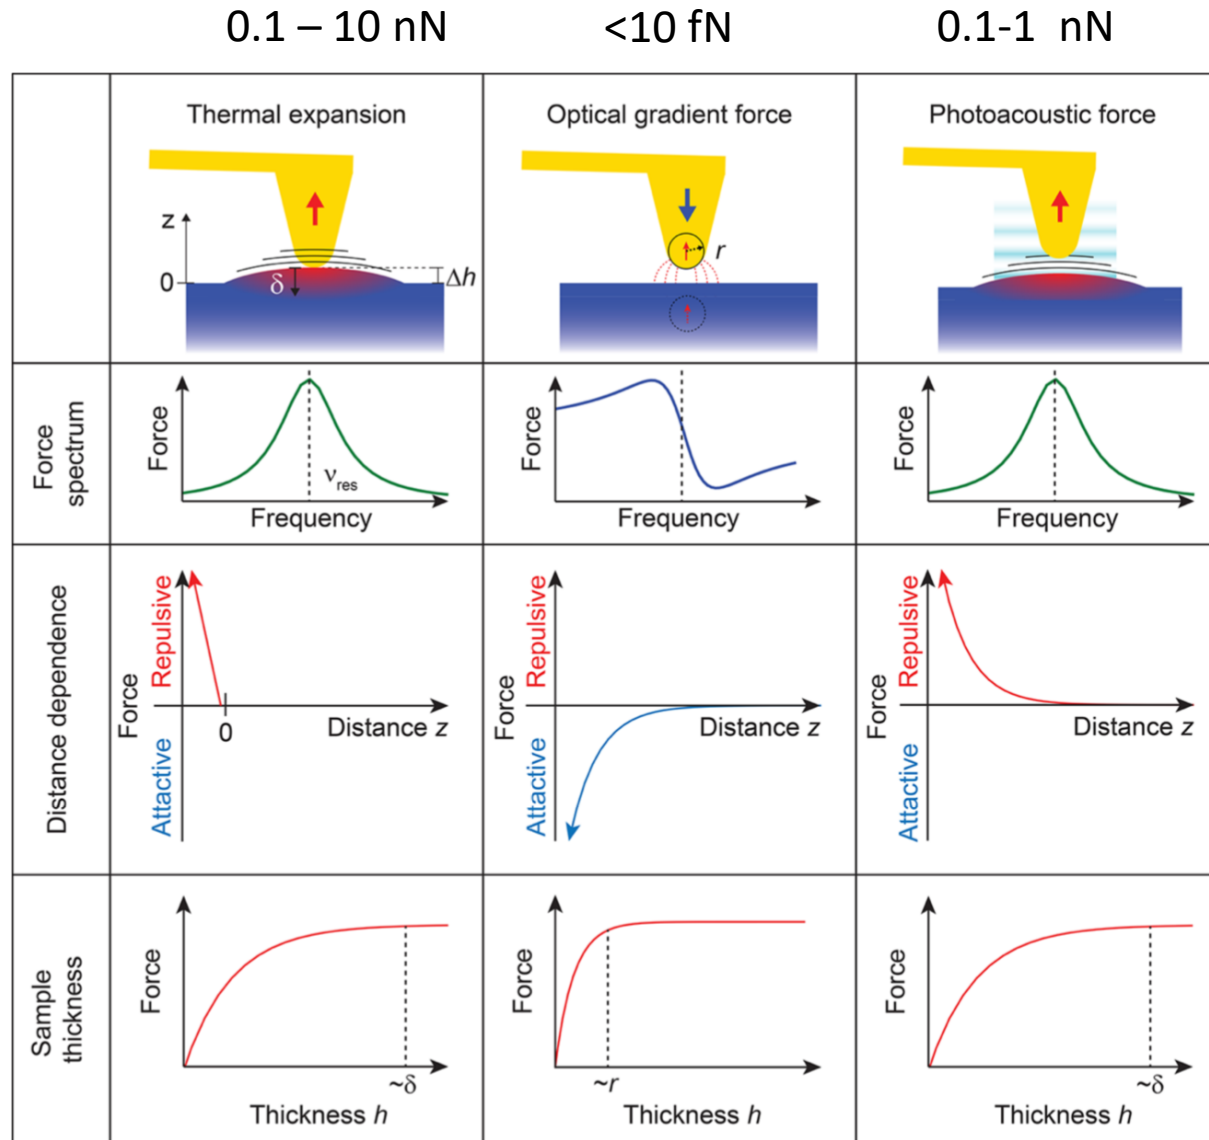 0.1 – 10 nN
<10 fN
0.1-1 nN
Thermal expansion
Optical gradient force
Photoacoustic force
z
0
δ
Δh
r
Force
spectrum
Force
ν_res
Frequency
Force
Frequency
Force
Frequency
Distance dependence
Force
Repulsive
Attactive
0
Distance z
Force
Repulsive
Attactive
Distance z
Force
Repulsive
Attactive
Distance z
Sample
thickness
Force
~δ
Thickness h
Force
~r
Thickness h
Force
~δ
Thickness h